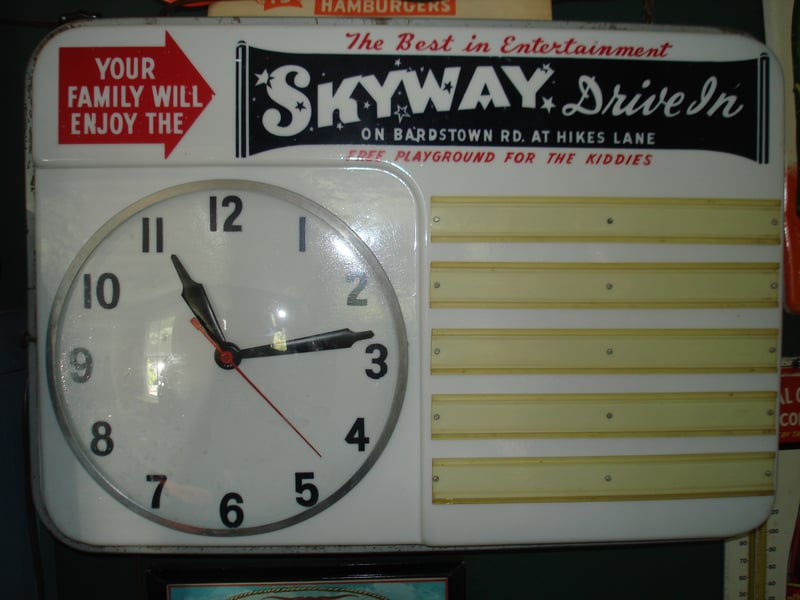 HAMBURGERS
The Best in Entertainment
YOUR
FAMILY WILL
ENJOY THE
SKYWAY Drive In
ON BARDSTOWN RD. AT HIKES LANE
FREE PLAYGROUND FOR THE KIDDIES
12
11
1
10
2
9
3
8
4
7
5
6